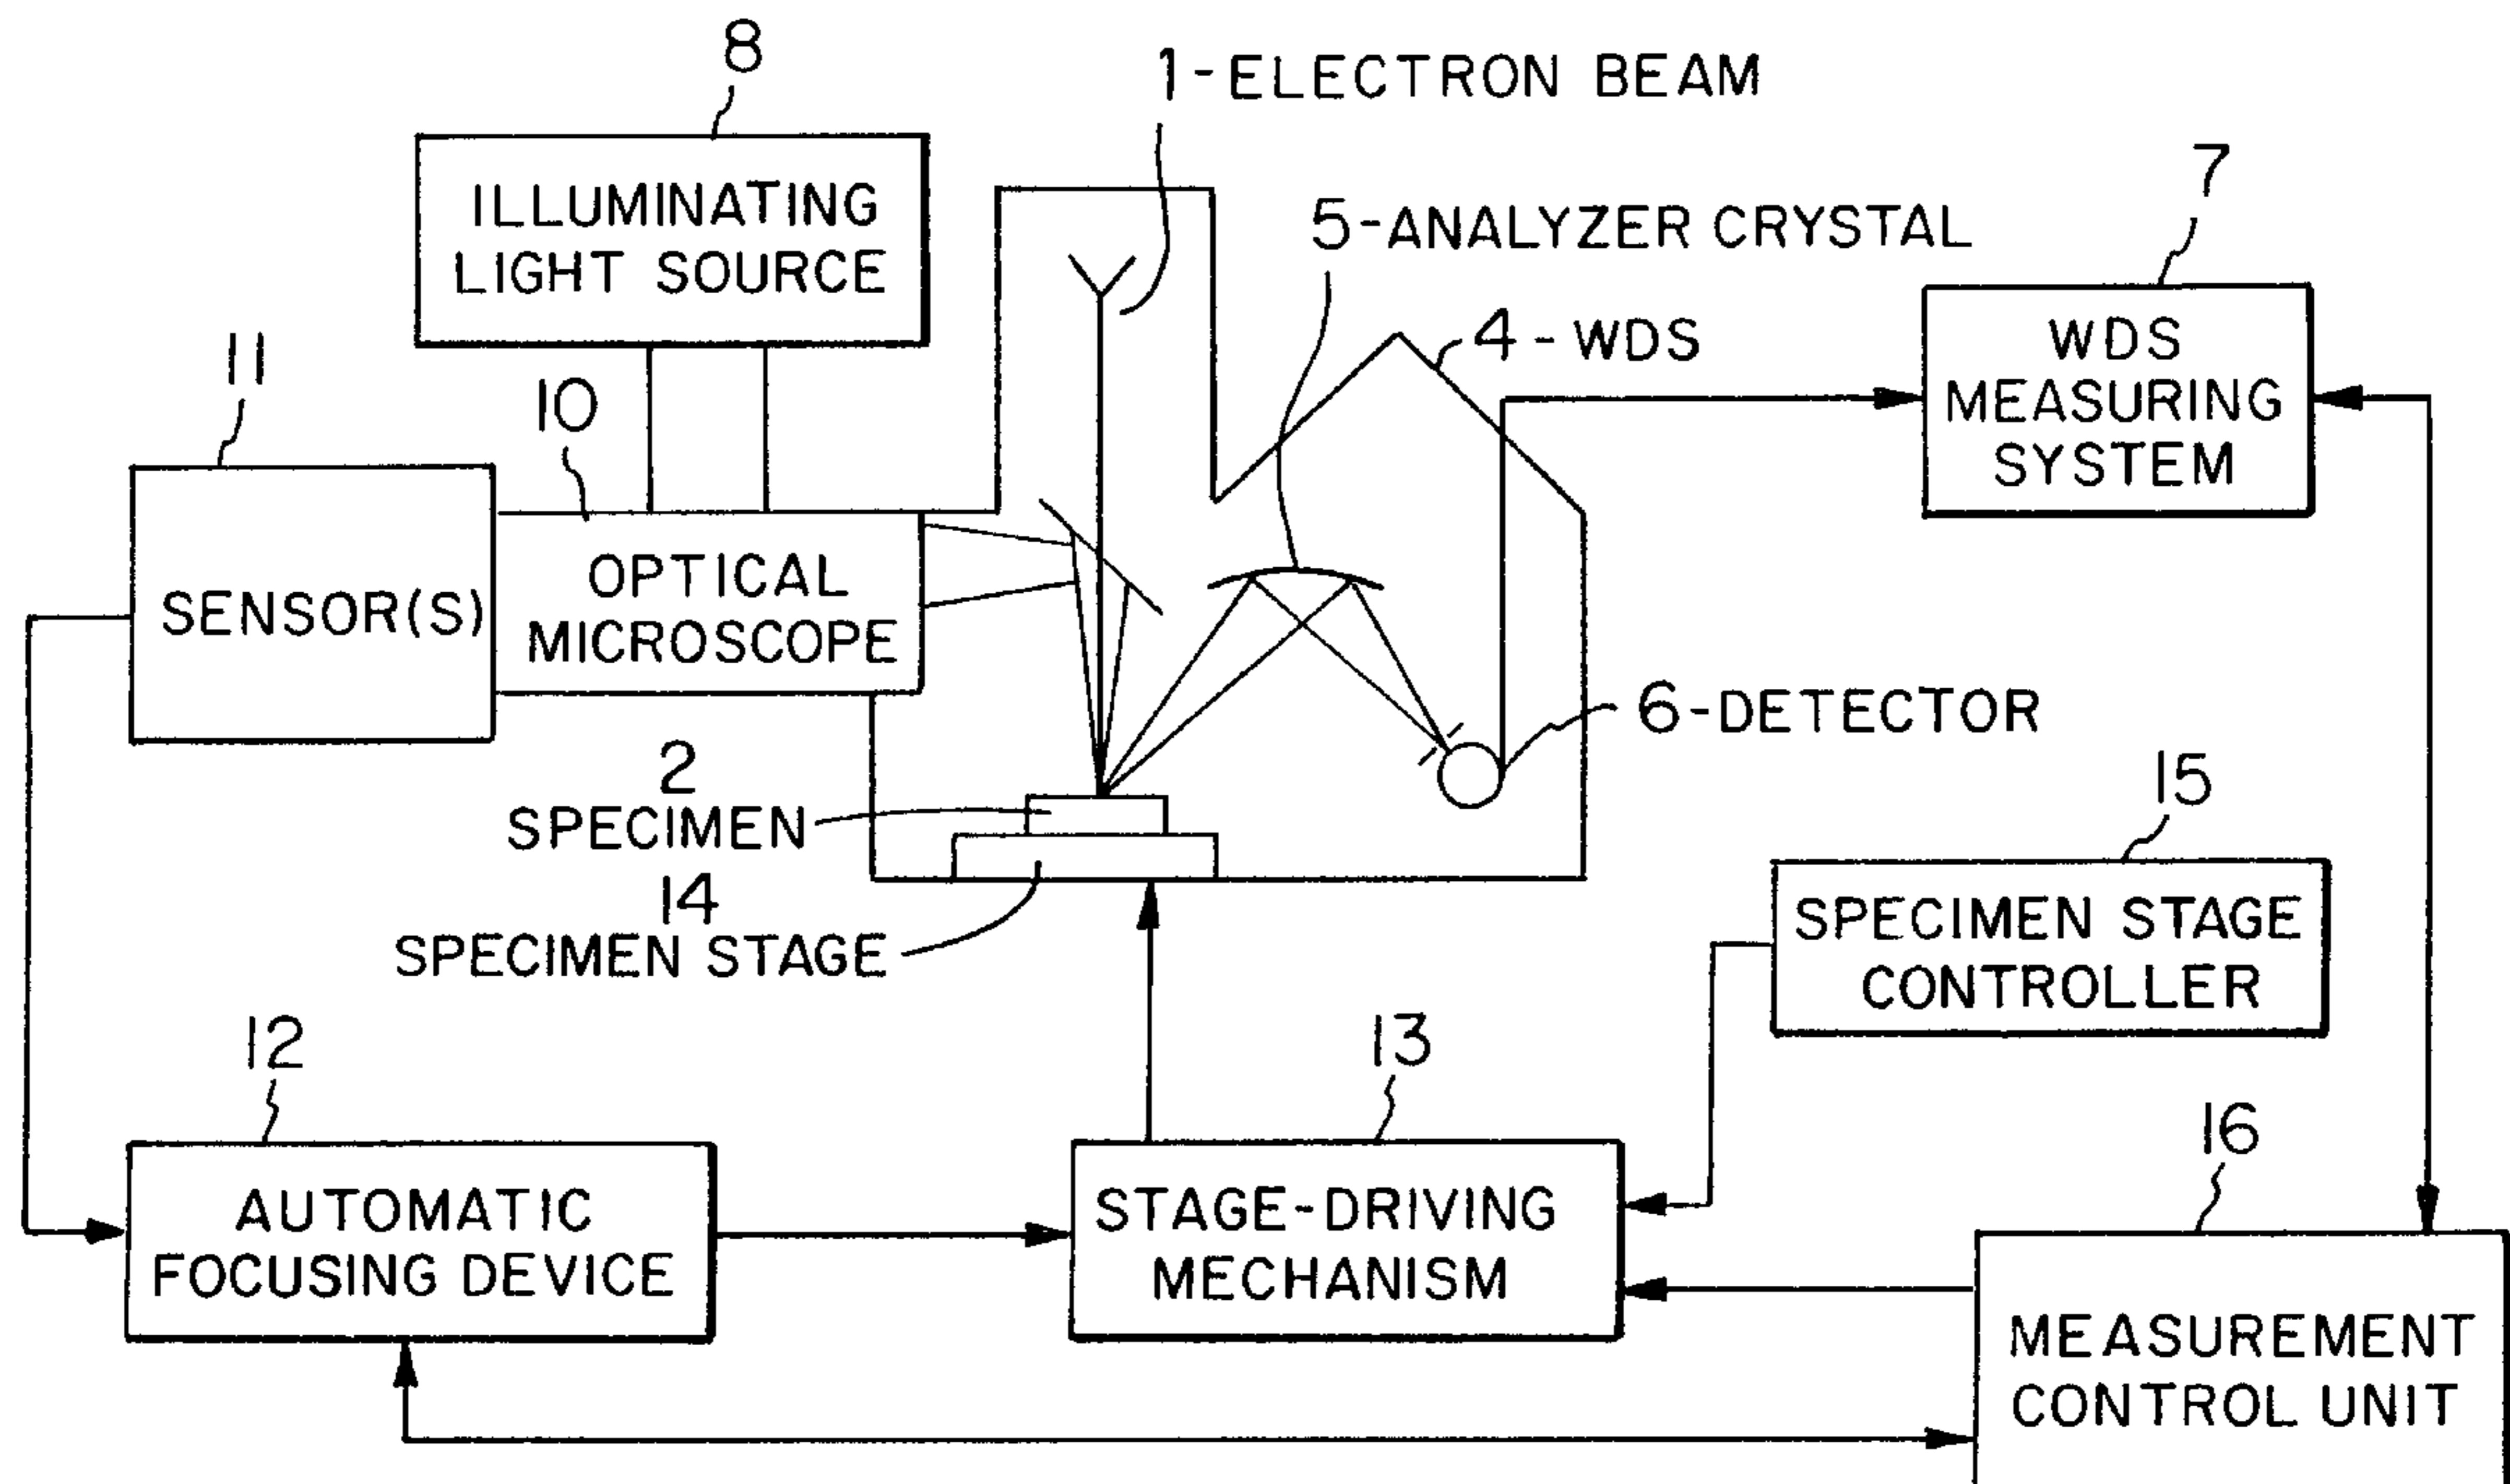 8
1-ELECTRON BEAM
ILLUMINATING
LIGHT SOURCE
5-ANALYZER CRYSTAL
7
11
10
4-WDS
WDS
MEASURING
SYSTEM
SENSOR(S)
OPTICAL
MICROSCOPE
6-DETECTOR
2
SPECIMEN
14
SPECIMEN STAGE
15
SPECIMEN STAGE
CONTROLLER
12
13
16
AUTOMATIC
FOCUSING DEVICE
STAGE-DRIVING
MECHANISM
MEASUREMENT
CONTROL UNIT